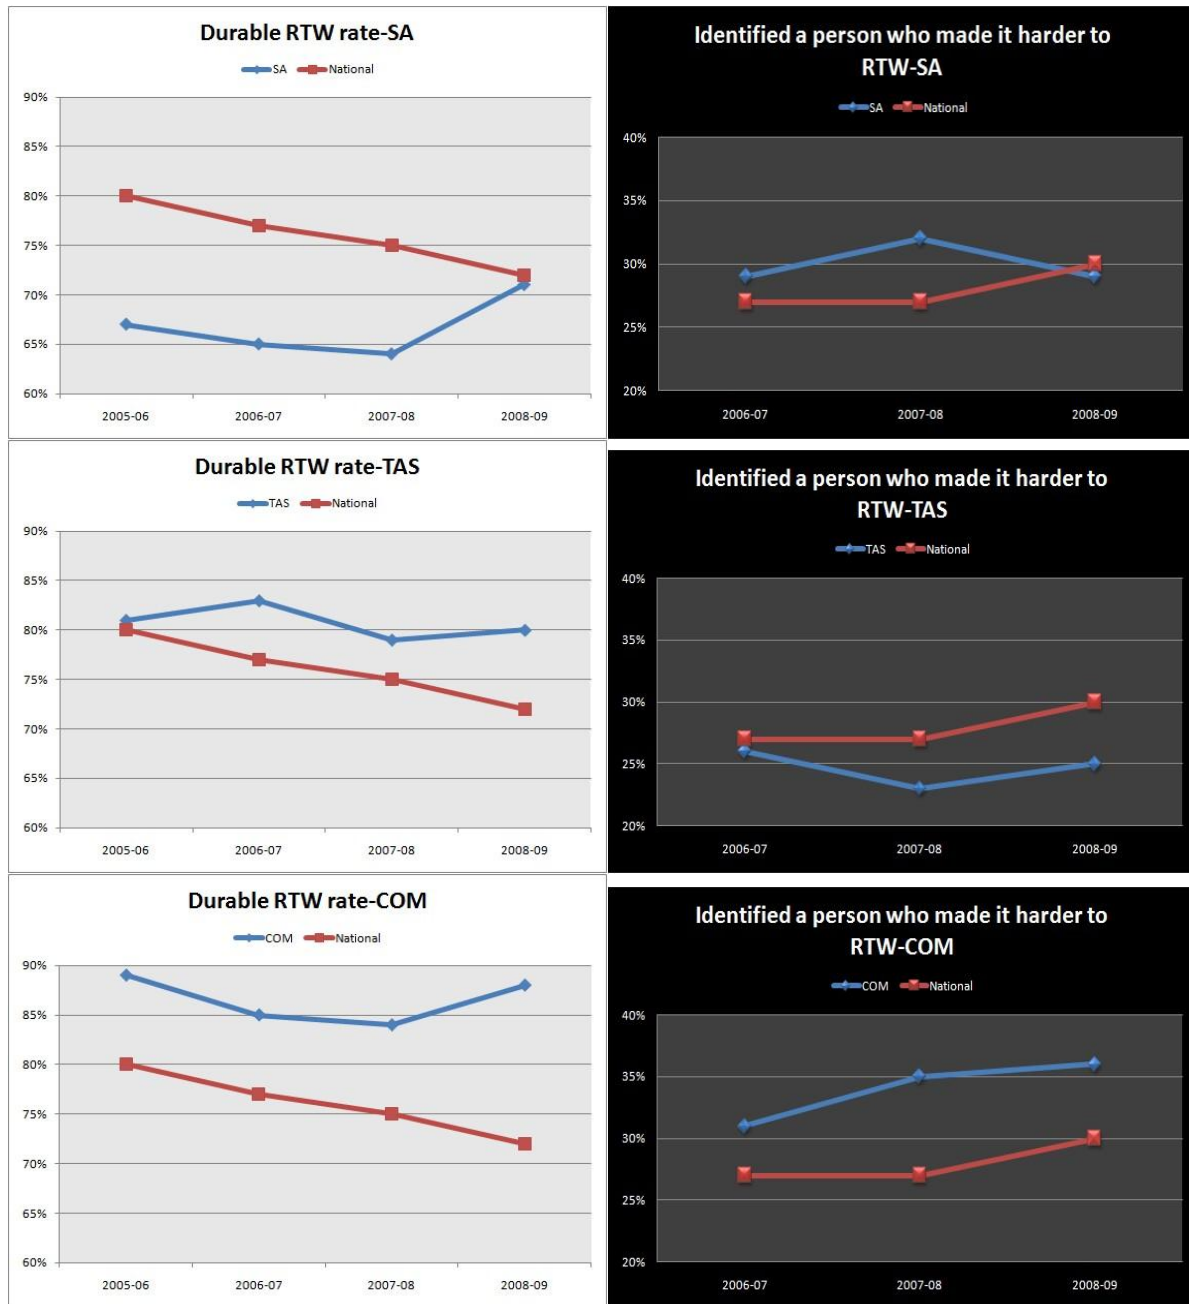 Durable RTW rate-SA
SA National
90%
85%
80%
75%
70%
65%
60%
2005-06 2006-07 2007-08 2008-09
Identified a person who made it harder to
RTW-SA
SA National
40%
35%
30%
25%
20%
2006-07 2007-08 2008-09
Durable RTW rate-TAS
TAS National
90%
85%
80%
75%
70%
65%
60%
2005-06 2006-07 2007-08 2008-09
Identified a person who made it harder to
RTW-TAS
TAS National
40%
35%
30%
25%
20%
2006-07 2007-08 2008-09
Durable RTW rate-COM
COM National
90%
85%
80%
75%
70%
65%
60%
2005-06 2006-07 2007-08 2008-09
Identified a person who made it harder to
RTW-COM
COM National
40%
35%
30%
25%
20%
2006-07 2007-08 2008-09